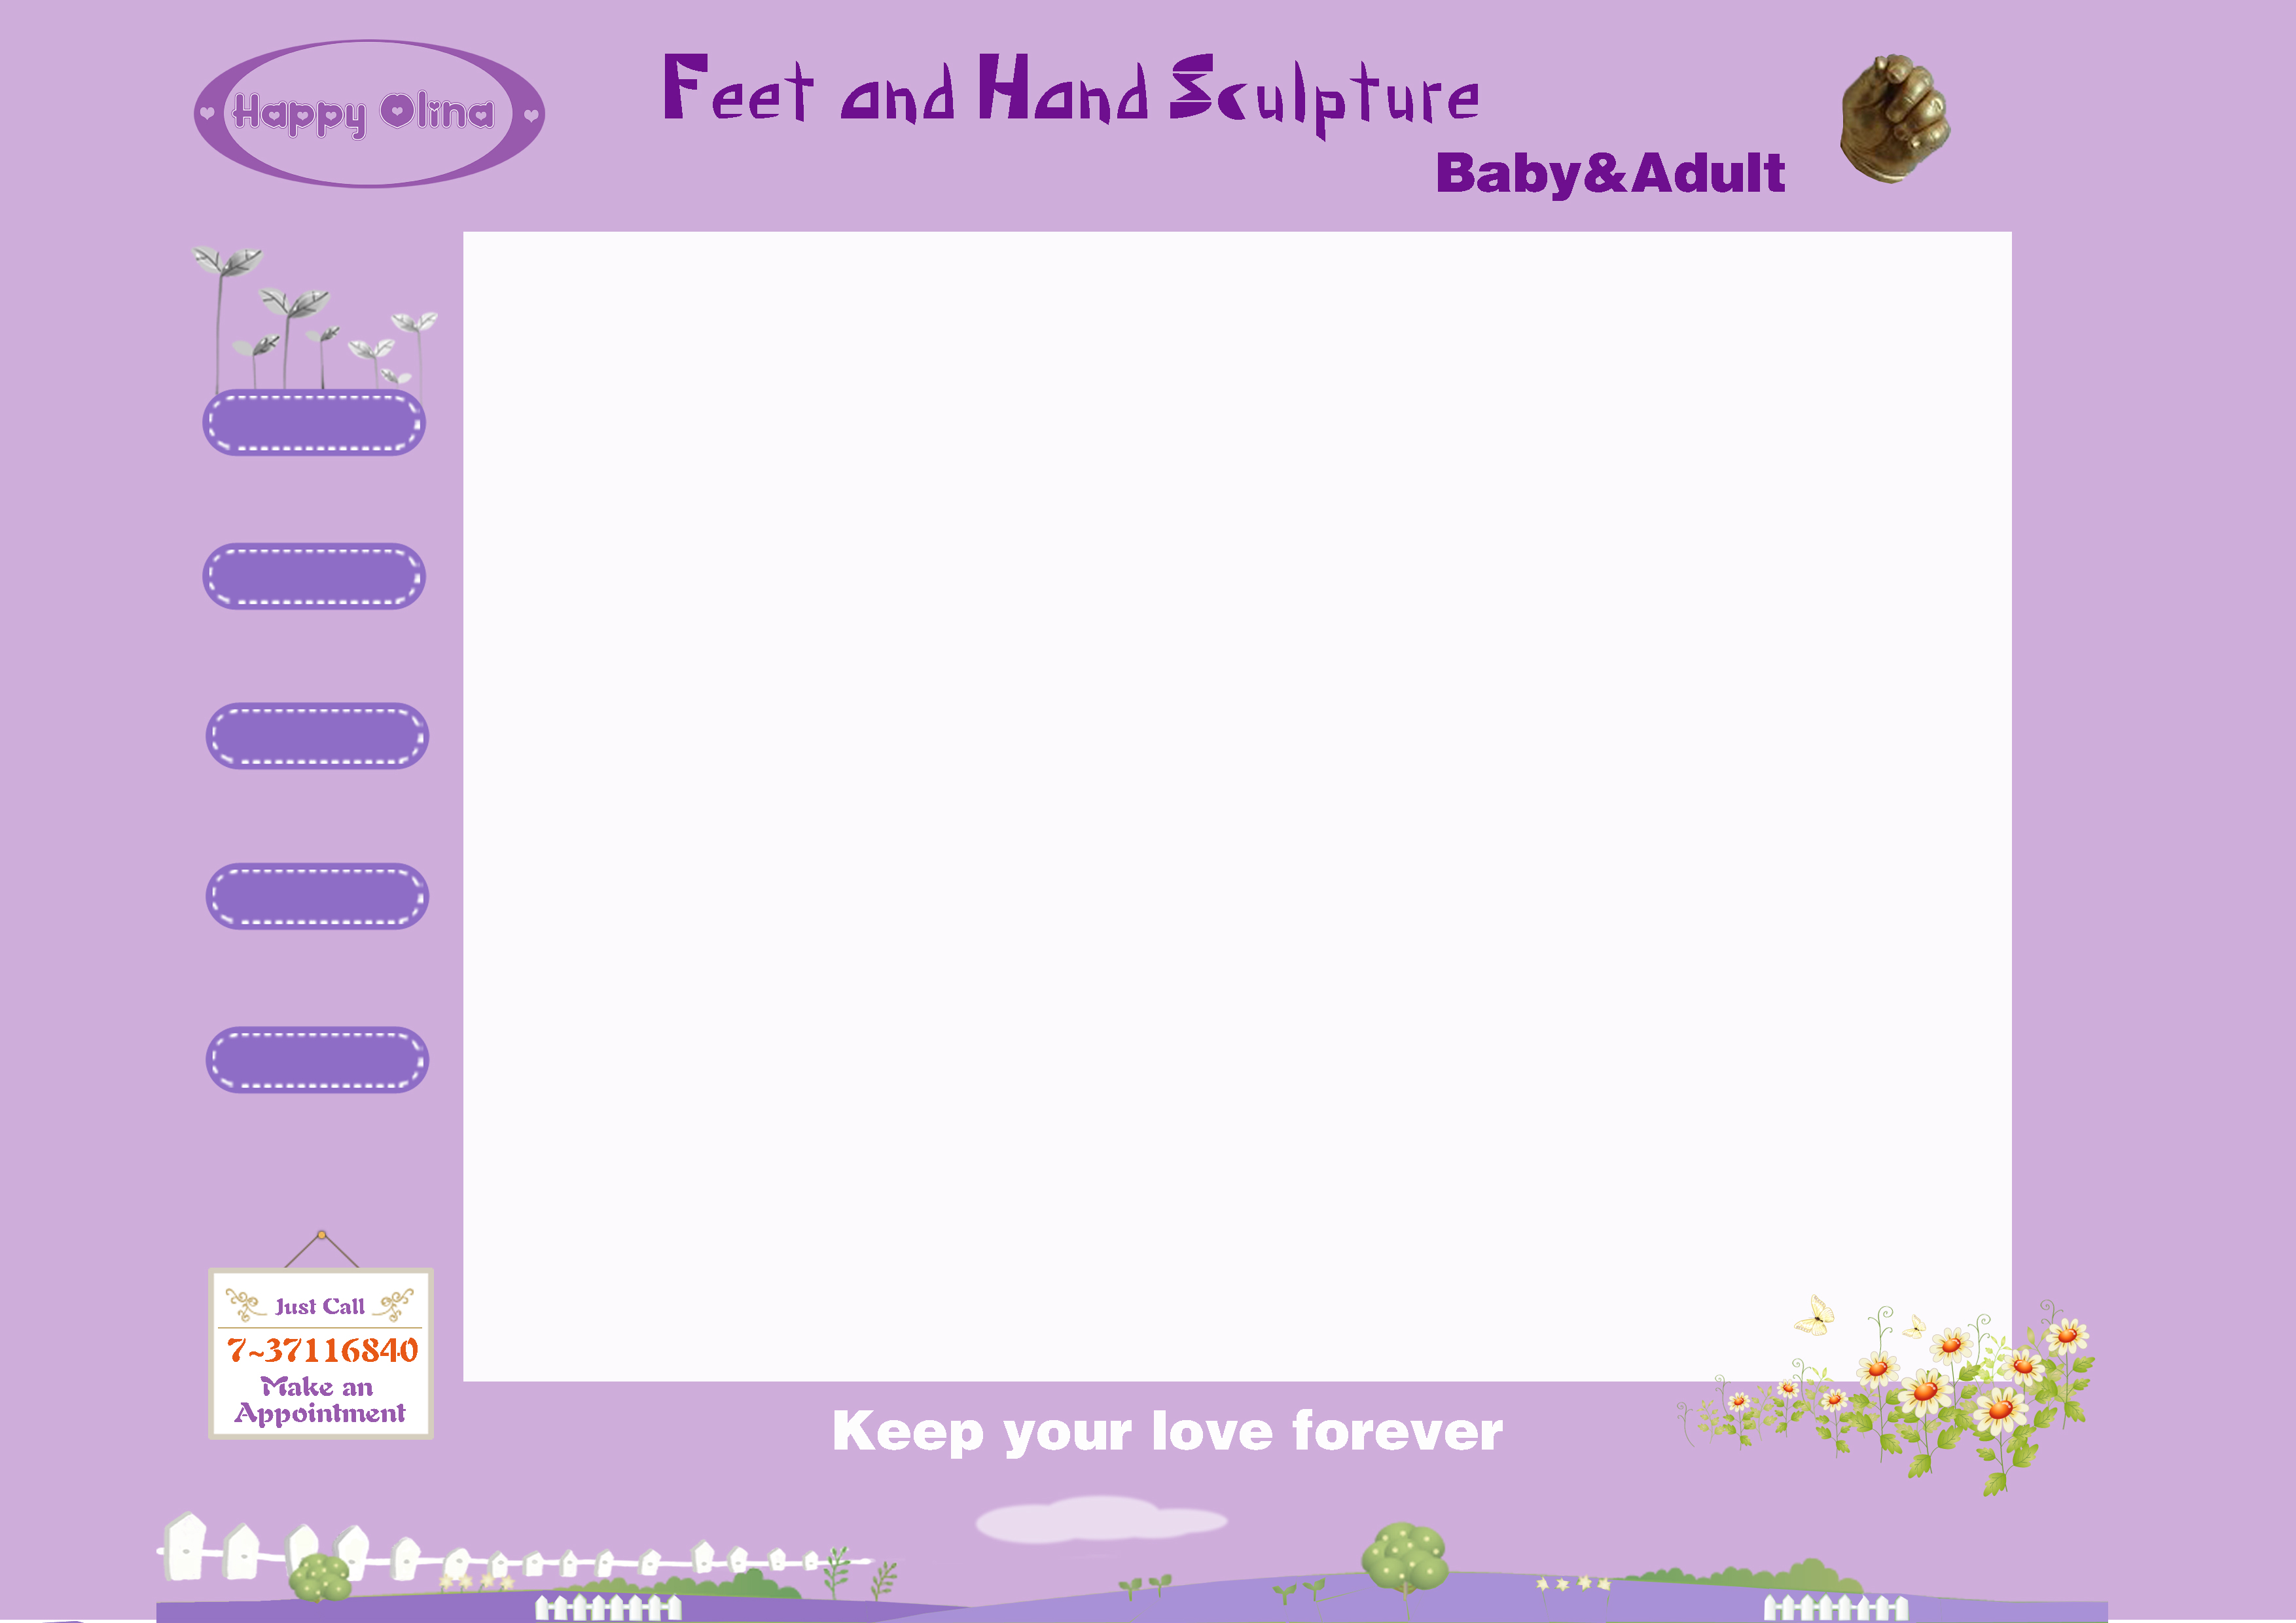 Happy Olina
Feet and Hand Sculpture
Baby&Adult
Just Call
7~37116840
Make an
Appointment
Keep your love forever